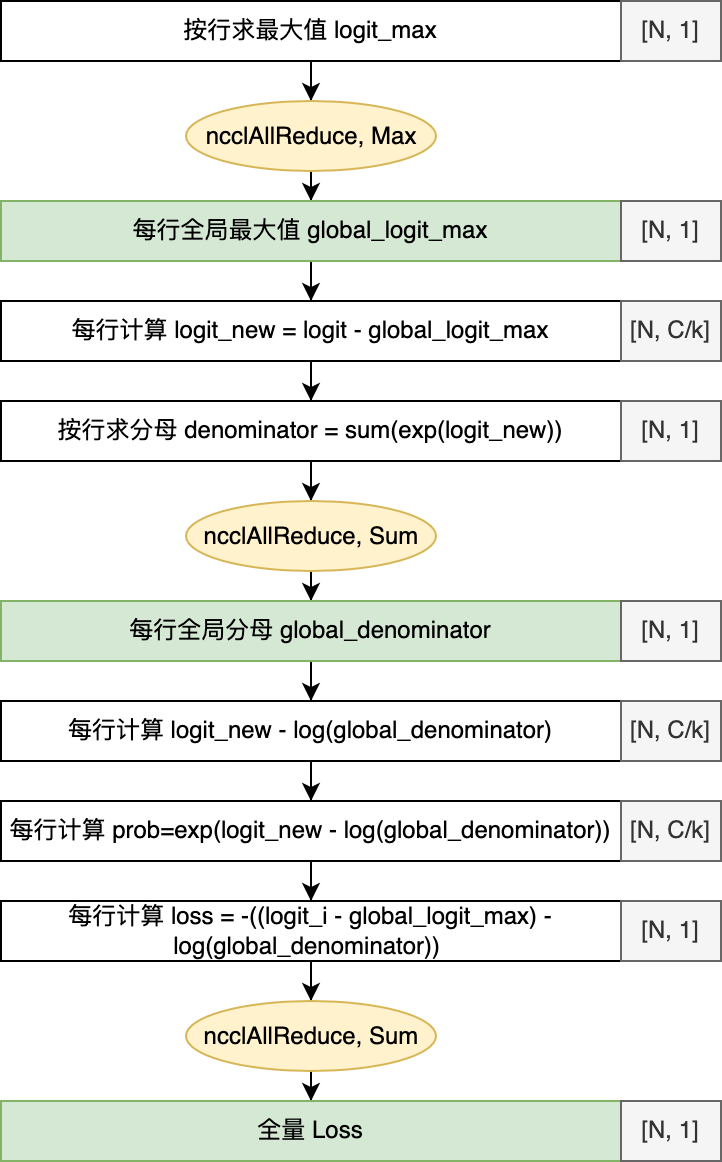 按行求最大值 logit_max [N, 1]
ncclAllReduce, Max
每行全局最大值 global_logit_max [N, 1]
每行计算 logit_new = logit - global_logit_max [N, C/k]
按行求分母 denominator = sum(exp(logit_new)) [N, 1]
ncclAllReduce, Sum
每行全局分母 global_denominator [N, 1]
每行计算 logit_new - log(global_denominator) [N, C/k]
每行计算 prob=exp(logit_new - log(global_denominator)) [N, C/k]
每行计算 loss = -((logit_i - global_logit_max) -
log(global_denominator)) [N, 1]
ncclAllReduce, Sum
全量 Loss [N, 1]